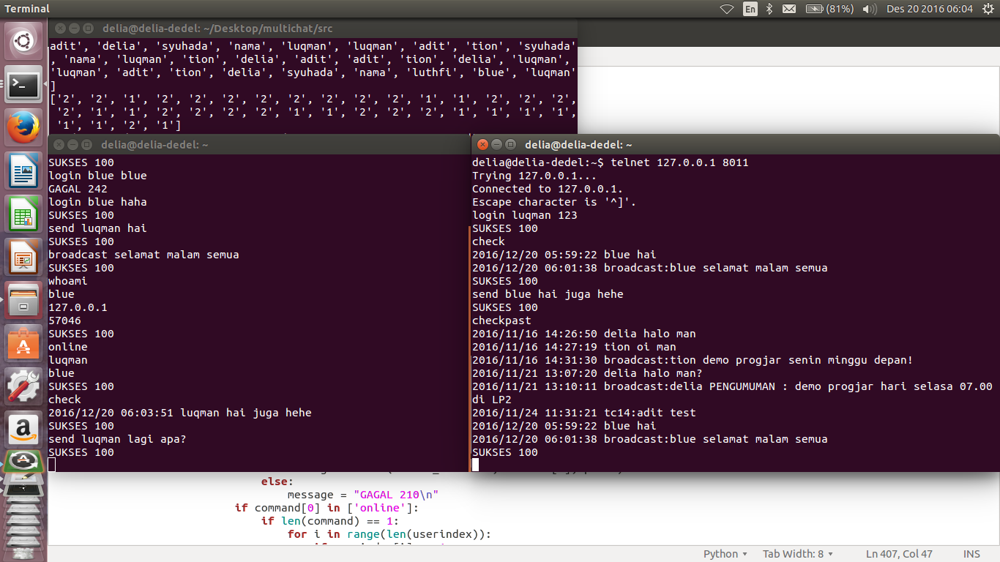 Terminal
En
(81%)
Des 20 2016 06:04
delia@delia-dedel: ~/Desktop/multichat/src
adit', 'delia', 'syuhada', 'nama', 'luqman', 'luqman', 'adit', 'tion', 'syuhada'
, 'nama', 'luqman', 'tion', 'delia', 'adit', 'adit', 'tion', 'delia', 'luqman',
'luqman', 'adit', 'tion', 'delia', 'syuhada', 'nama', 'luthfi', 'blue', 'luqman'
]
['2', '2', '1', '2', '2', '2', '2', '2', '2', '2', '2', '1', '1', '2', '2', '2',
'2', '1', '1', '2', '2', '2', '2', '1', '1', '2', '2', '2', '1', '1', '1', '1',
'1', '1', '2', '1']
delia@delia-dedel: ~
SUKSES 100
login blue blue
GAGAL 242
login blue haha
SUKSES 100
send luqman hai
SUKSES 100
broadcast selamat malam semua
SUKSES 100
whoami
blue
127.0.0.1
57046
SUKSES 100
online
luqman
blue
SUKSES 100
check
2016/12/20 06:03:51 luqman hai juga hehe
SUKSES 100
send luqman lagi apa?
SUKSES 100
delia@delia-dedel: ~
delia@delia-dedel:~$ telnet 127.0.0.1 8011
Trying 127.0.0.1...
Connected to 127.0.0.1.
Escape character is '^]'.
login luqman 123
SUKSES 100
check
2016/12/20 05:59:22 blue hai
2016/12/20 06:01:38 broadcast:blue selamat malam semua
SUKSES 100
send blue hai juga hehe
SUKSES 100
checkpast
2016/11/16 14:26:50 delia halo man
2016/11/16 14:27:19 tion oi man
2016/11/16 14:31:30 broadcast:tion demo progjar senin minggu depan!
2016/11/21 13:07:20 delia halo man?
2016/11/21 13:10:11 broadcast:delia PENGUMUMAN : demo progjar hari selasa 07.00
di LP2
2016/11/24 11:31:21 tc14:adit test
2016/12/20 05:59:22 blue hai
2016/12/20 06:01:38 broadcast:blue selamat malam semua
SUKSES 100
else:
message = "GAGAL 210\n"
if command[0] in ['online']:
if len(command) == 1:
for i in range(len(userindex)):
Python
Tab Width: 8
Ln 407, Col 47
INS